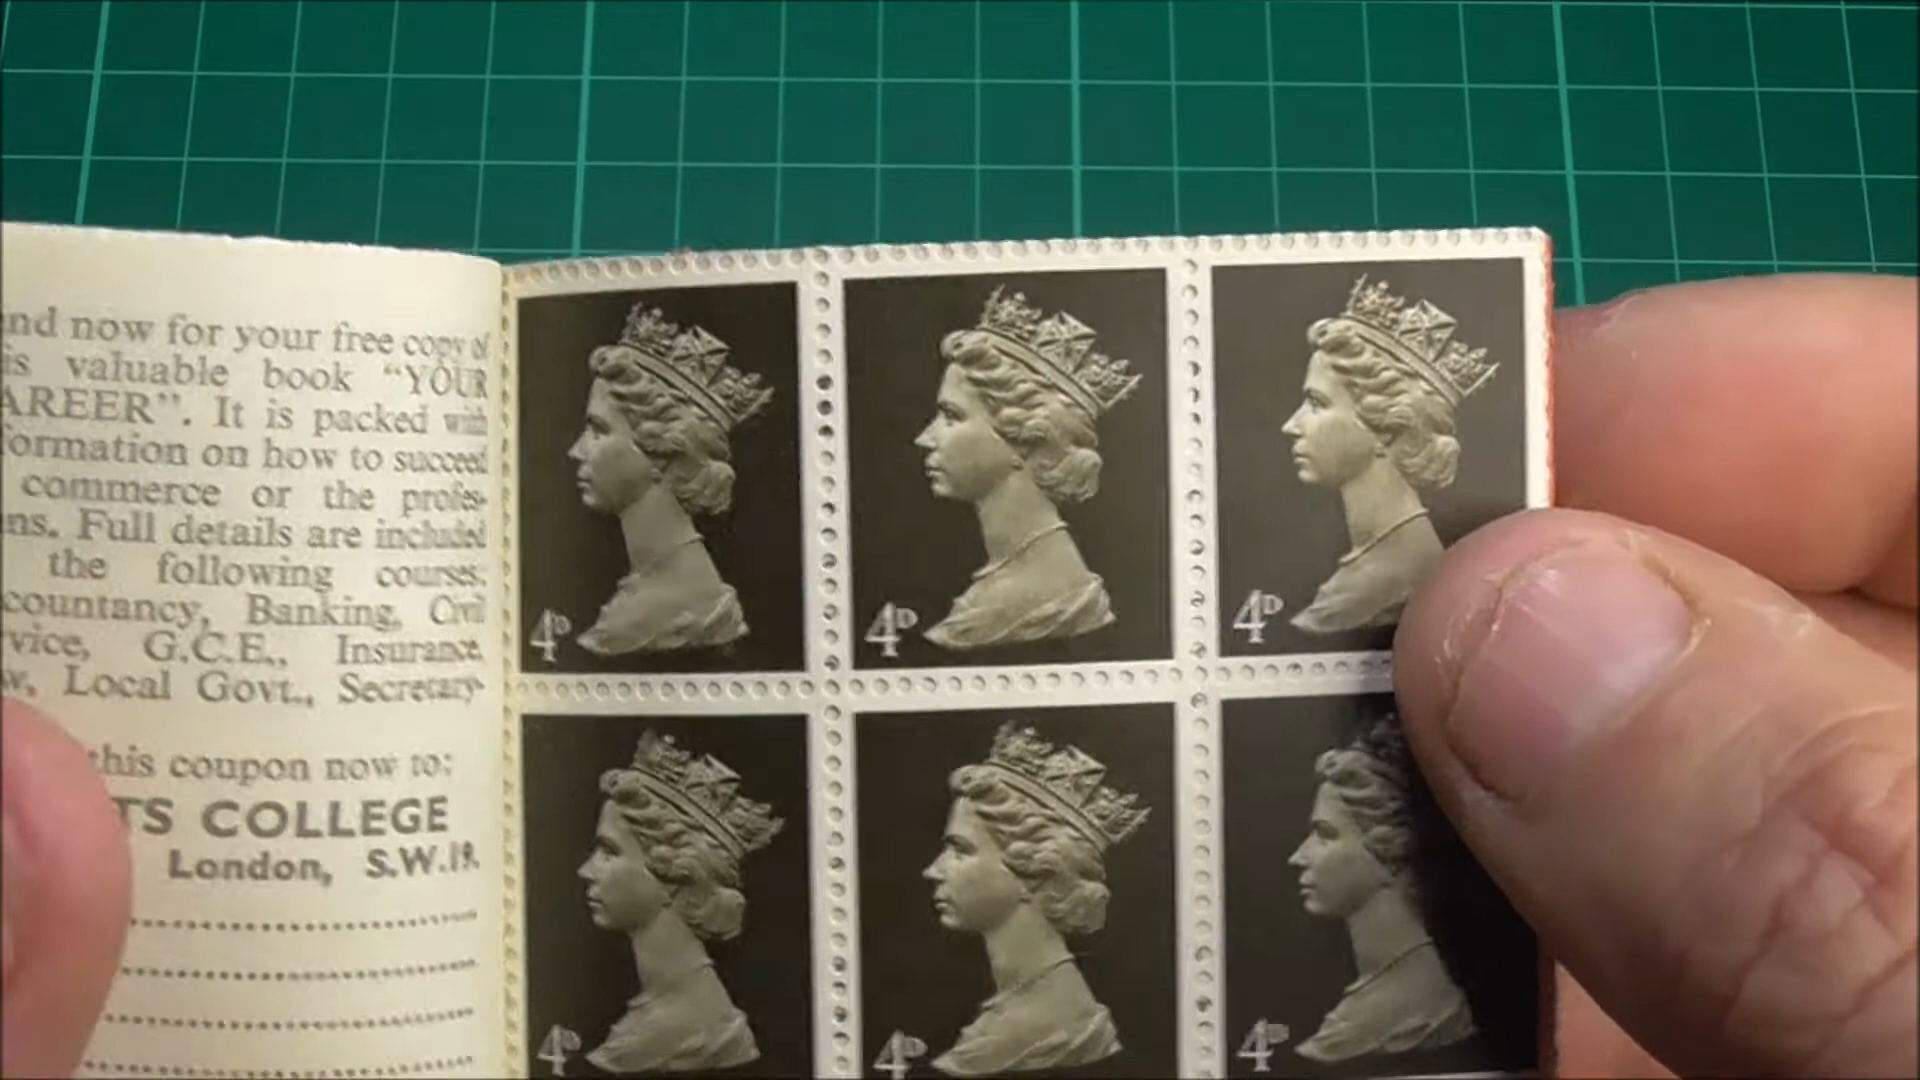 nd now for your free copy of
is valuable book “YOUR
AREER”. It is packed with
formation on how to succeed
commerce or the profes-
ns. Full details are included
the following courses.
countancy, Banking, Civil
vice, G.C.E., Insurance,
w, Local Govt., Secretary-
this coupon now to:
TS COLLEGE
London, S.W.19.
4D 4D 4D
4D 4D 4D